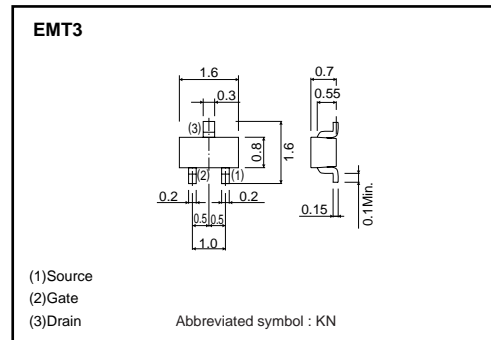 EMT3
1.6
0.3
(3)
0.8
1.6
(2)
(1)
0.2
0.2
0.5
0.5
1.0
0.7
0.55
0.15
0.1Min.
(1)Source
(2)Gate
(3)Drain
Abbreviated symbol : KN